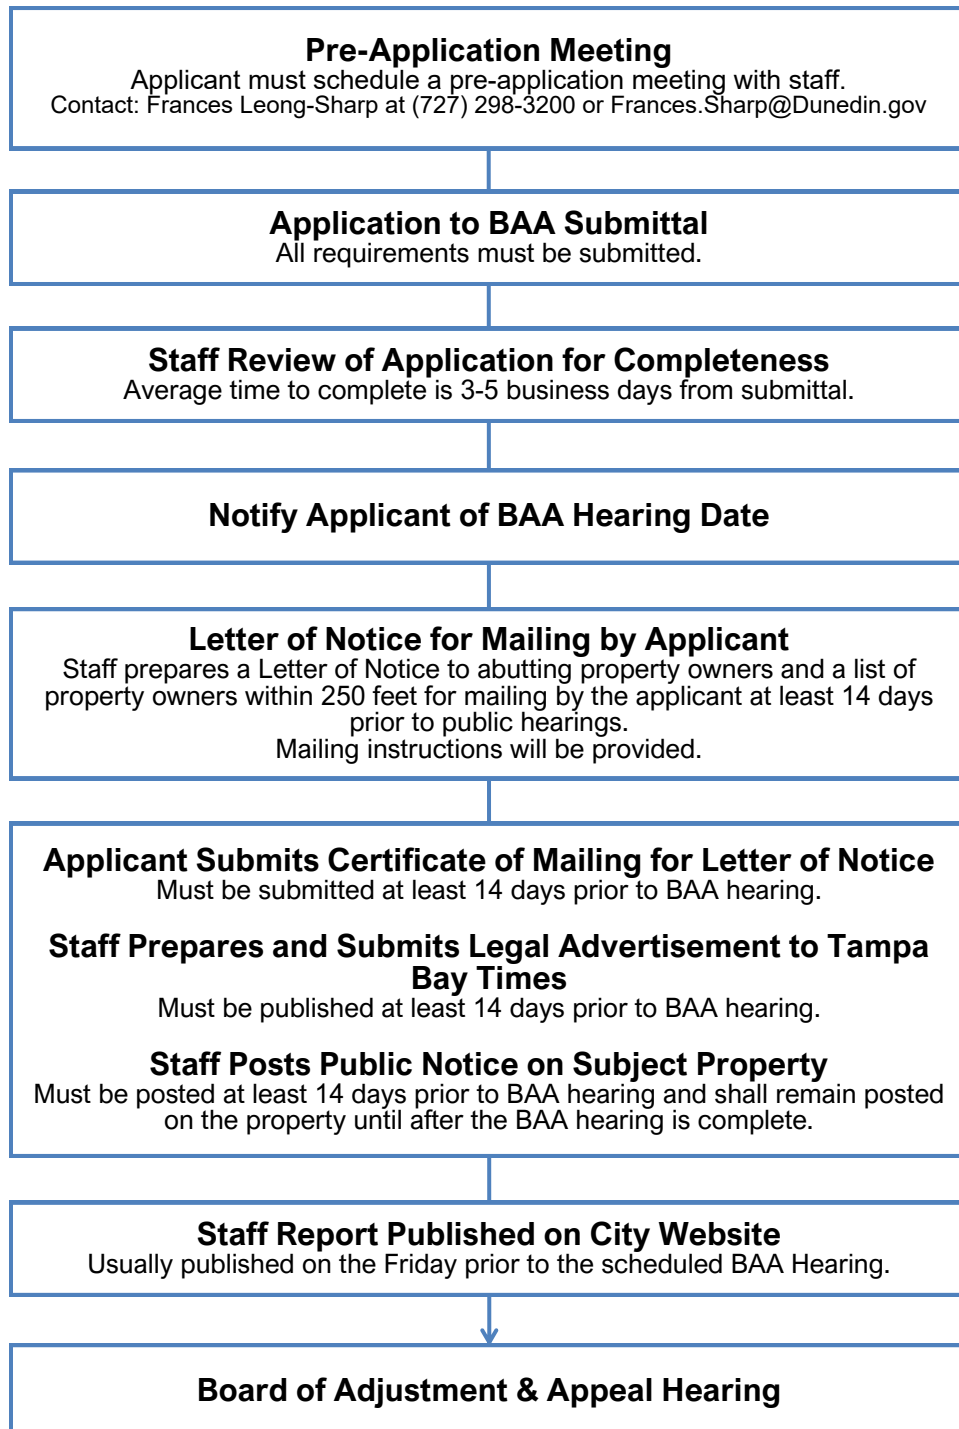 Pre-Application Meeting
Applicant must schedule a pre-application meeting with staff.
Contact: Frances Leong-Sharp at (727) 298-3200 or Frances.Sharp@Dunedin.gov
Application to BAA Submittal
All requirements must be submitted.
Staff Review of Application for Completeness
Average time to complete is 3-5 business days from submittal.
Notify Applicant of BAA Hearing Date
Letter of Notice for Mailing by Applicant
Staff prepares a Letter of Notice to abutting property owners and a list of
property owners within 250 feet for mailing by the applicant at least 14 days
prior to public hearings.
Mailing instructions will be provided.
Applicant Submits Certificate of Mailing for Letter of Notice
Must be submitted at least 14 days prior to BAA hearing.
Staff Prepares and Submits Legal Advertisement to Tampa
Bay Times
Must be published at least 14 days prior to BAA hearing.
Staff Posts Public Notice on Subject Property
Must be posted at least 14 days prior to BAA hearing and shall remain posted
on the property until after the BAA hearing is complete.
Staff Report Published on City Website
Usually published on the Friday prior to the scheduled BAA Hearing.
Board of Adjustment & Appeal Hearing